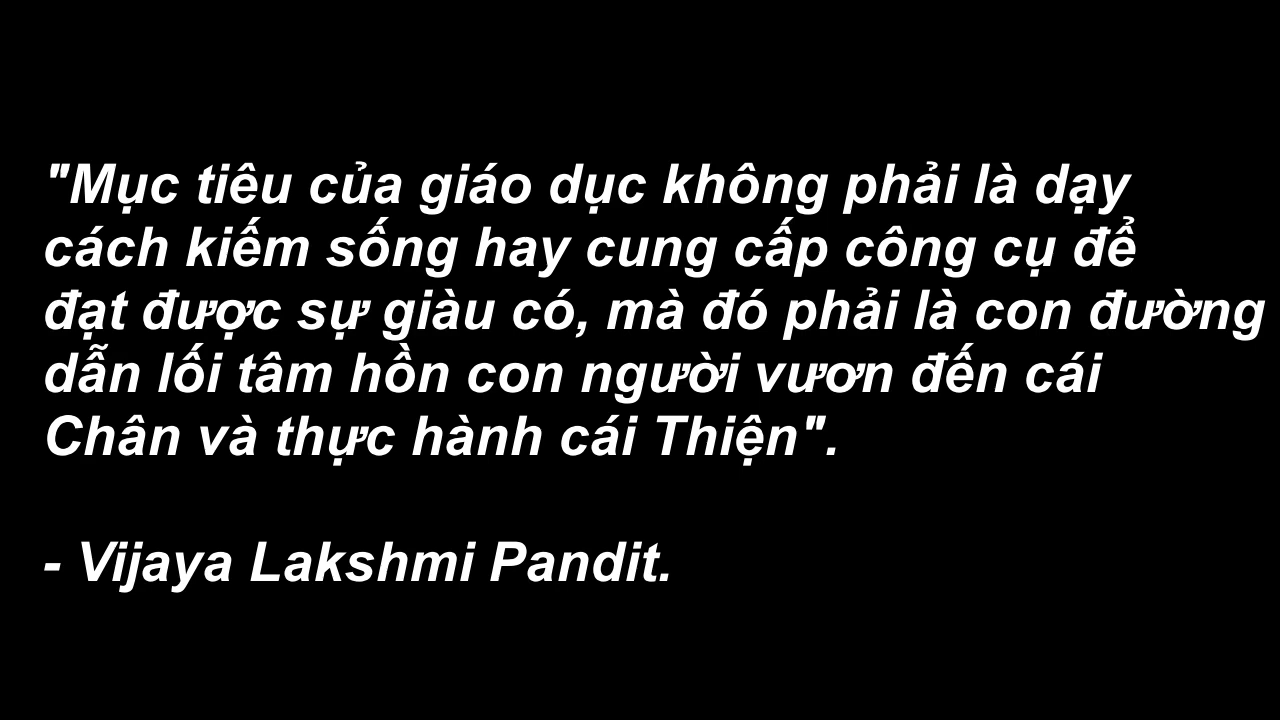 "Mục tiêu của giáo dục không phải là dạy
cách kiếm sống hay cung cấp công cụ để
đạt được sự giàu có, mà đó phải là con đường
dẫn lối tâm hồn con người vươn đến cái
Chân và thực hành cái Thiện".
- Vijaya Lakshmi Pandit.